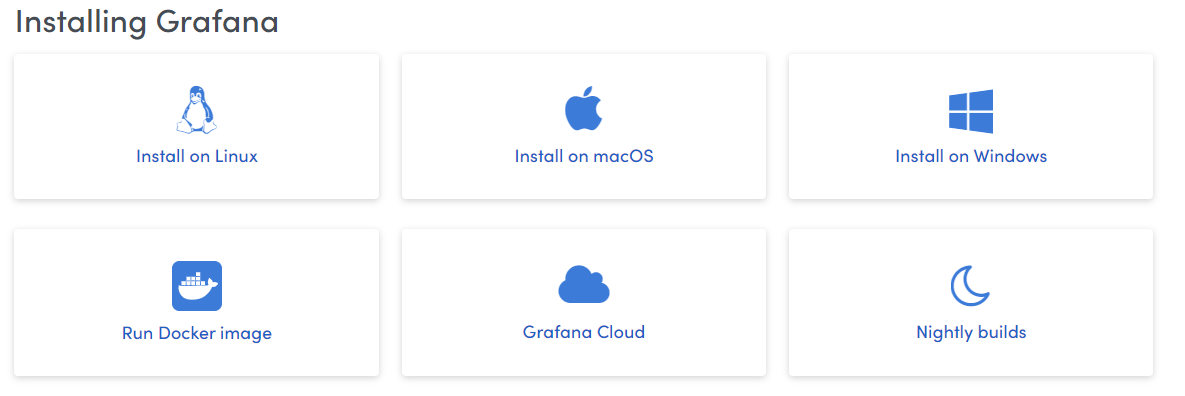 Installing Grafana
Install on Linux
Install on macOS
Install on Windows
Run Docker image
Grafana Cloud
Nightly builds